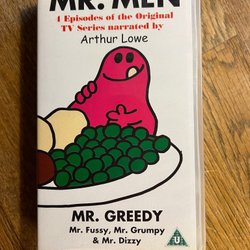 MR. MEN
4 Episodes of the Original
TV Series narrated by
Arthur Lowe
MR. GREEDY
Mr. Fussy, Mr. Grumpy
& Mr. Dizzy
U